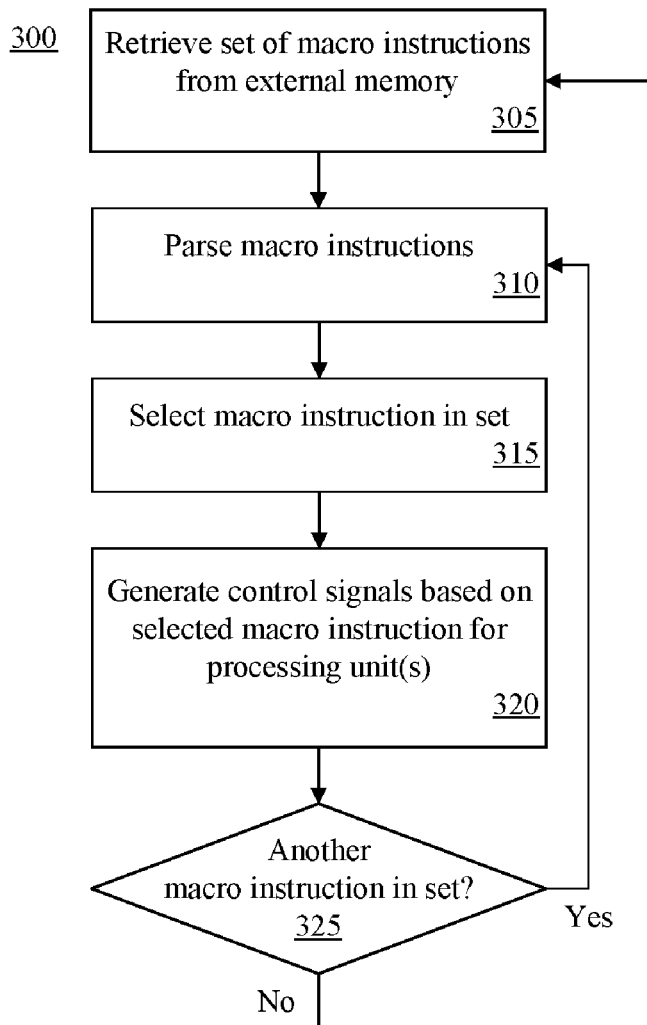 300
Retrieve set of macro instructions
from external memory
305
Parse macro instructions
310
Select macro instruction in set
315
Generate control signals based on
selected macro instruction for
processing unit(s)
320
Another
macro instruction in set?
325
Yes
No